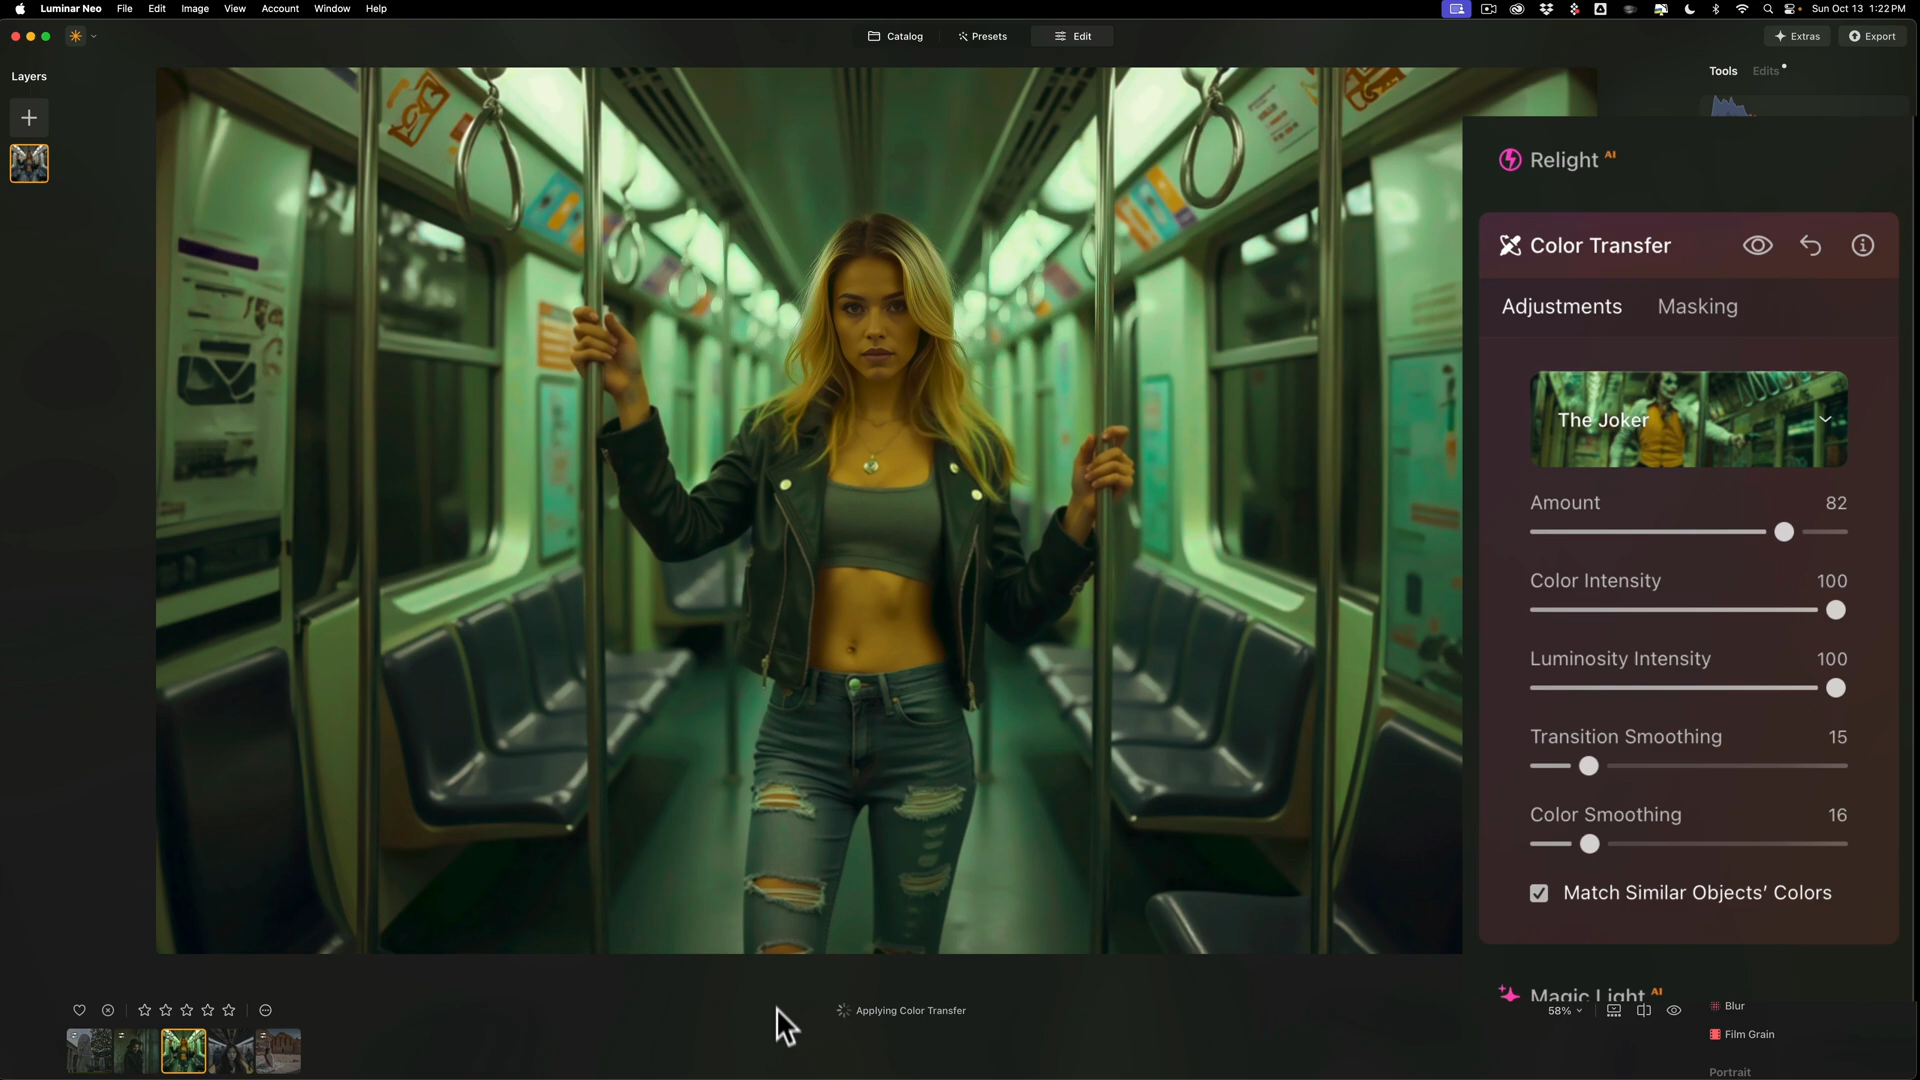 Luminar Neo File Edit Image View Account Window Help
Sun Oct 13 1:22 PM
Catalog Presets Edit
Extras Export
Layers
Tools Edits
Relight AI
Color Transfer
Adjustments Masking
The Joker
Amount 82
Color Intensity 100
Luminosity Intensity 100
Transition Smoothing 15
Color Smoothing 16
Match Similar Objects' Colors
Magic Light AI
Applying Color Transfer
58%
Blur
Film Grain
Portrait